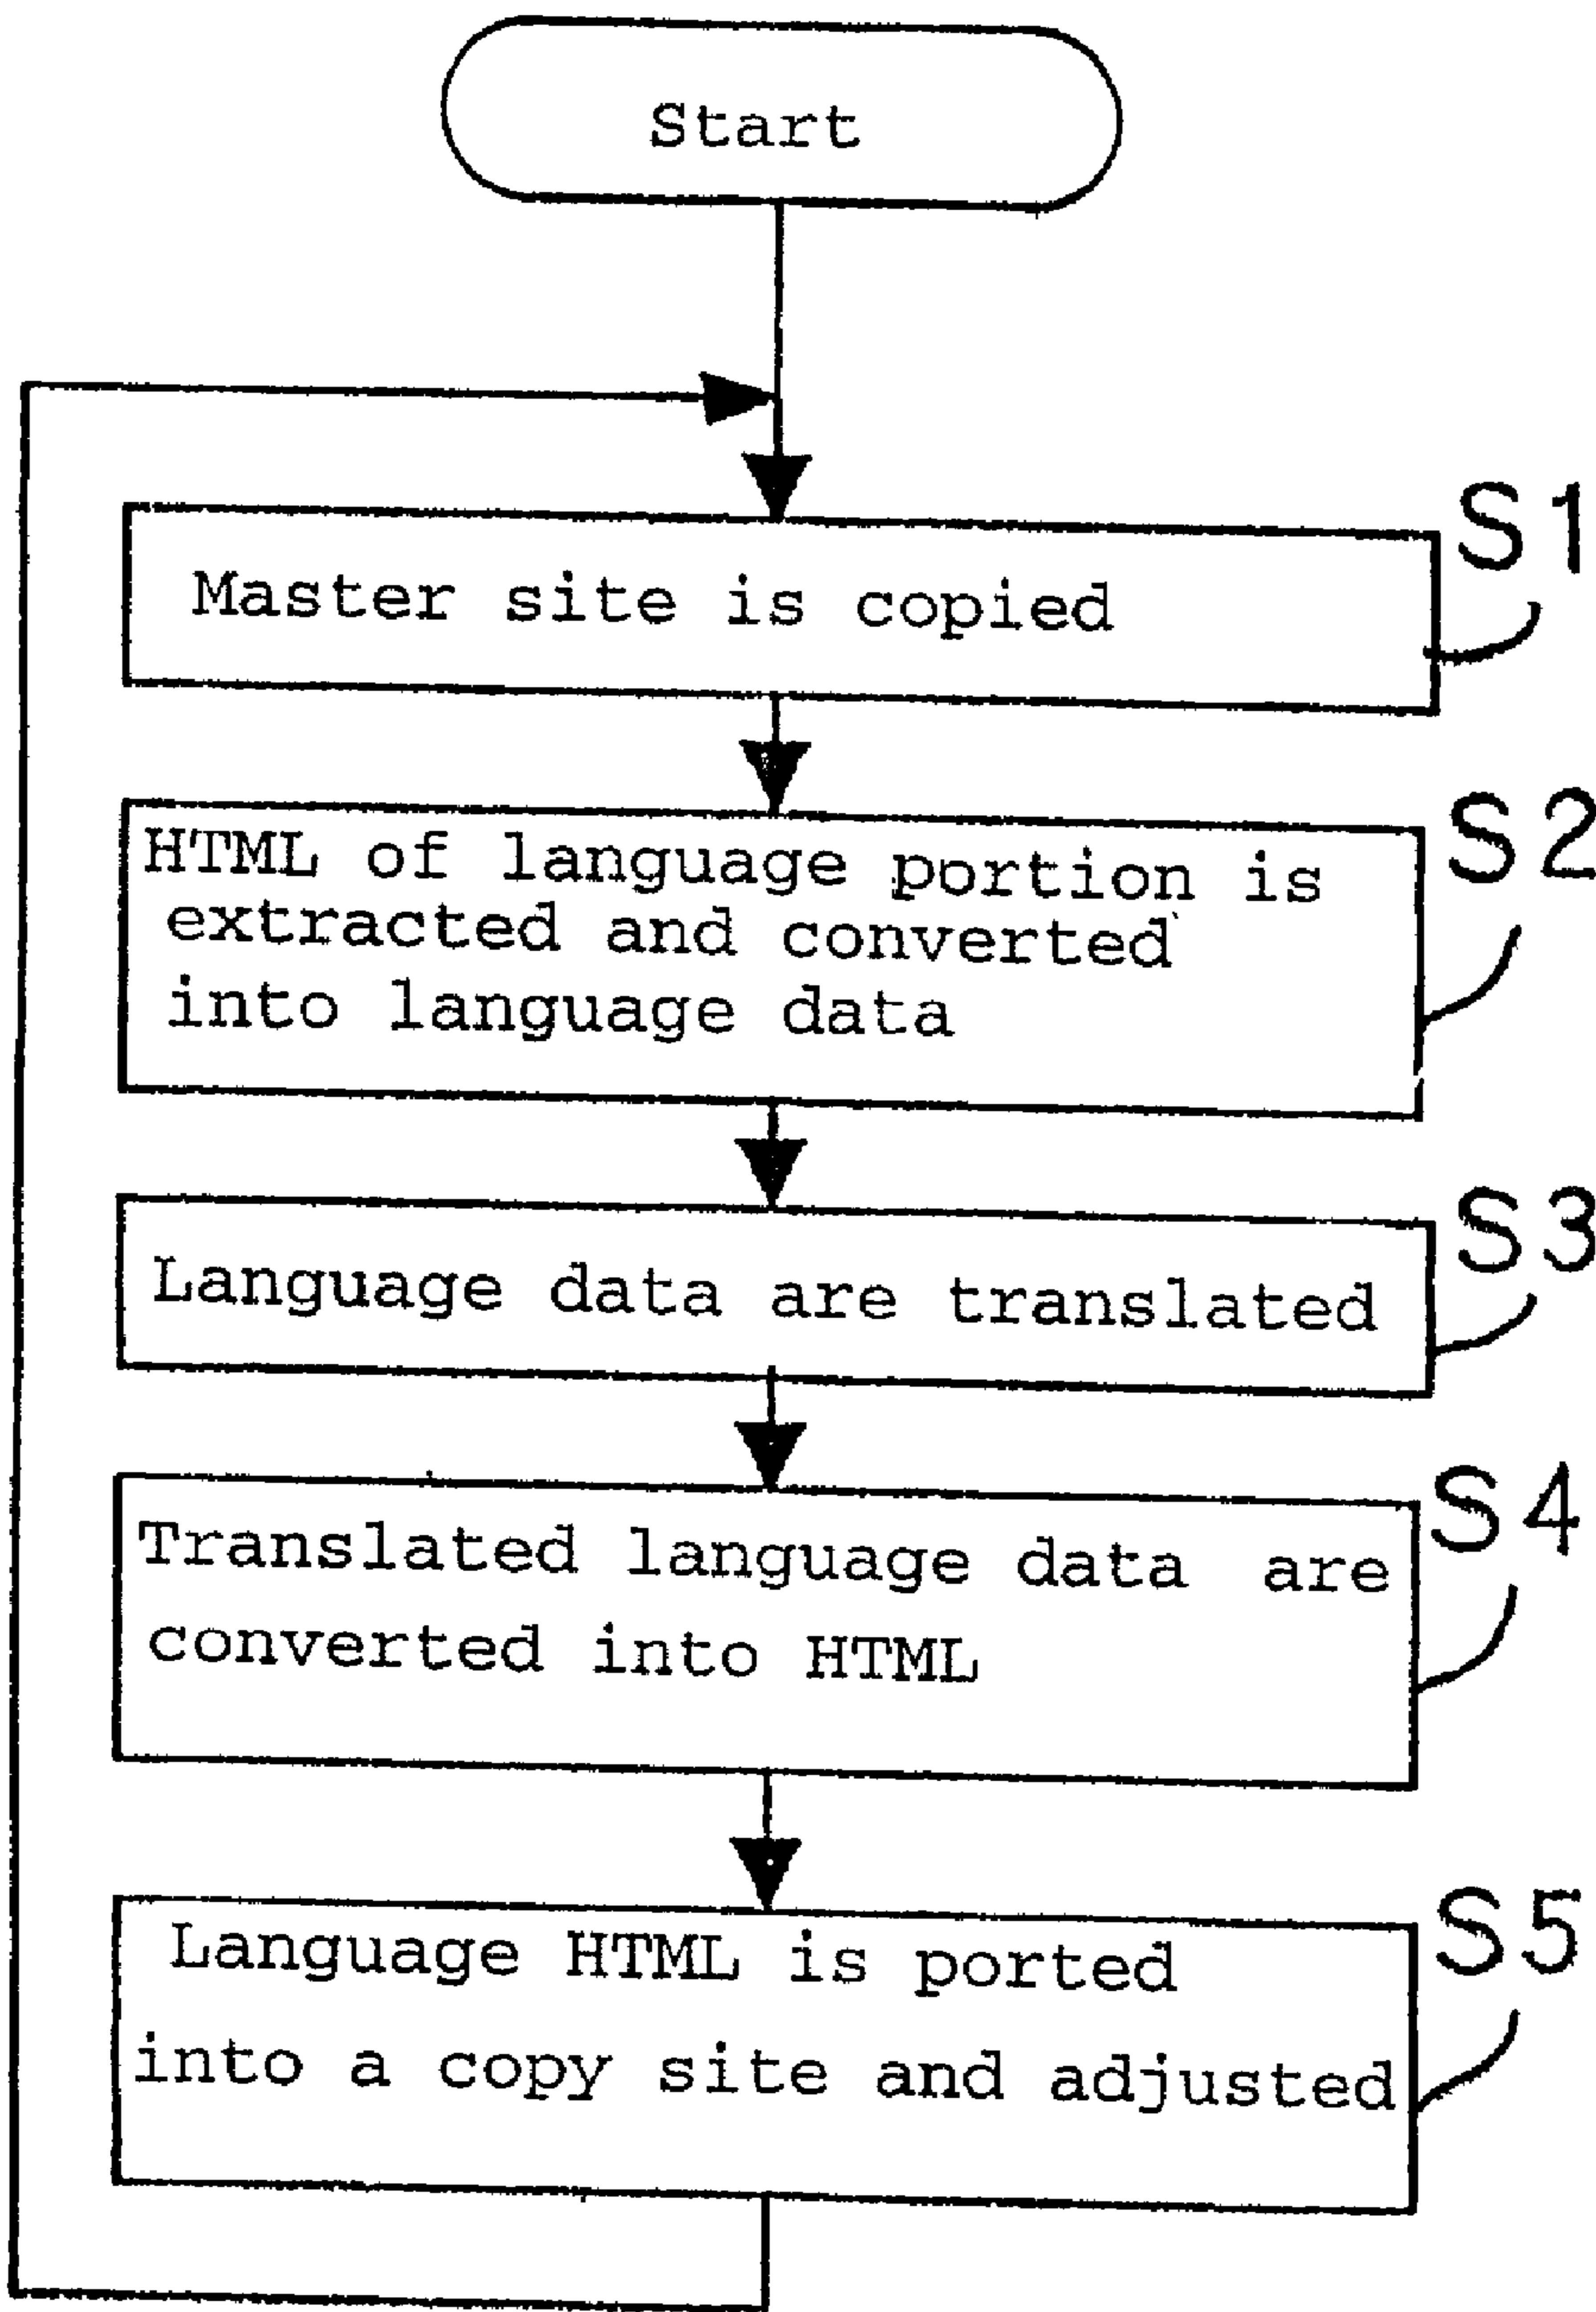 Start
Master site is copied
S1
HTML of language portion is
extracted and converted
into language data
S2
Language data are translated
S3
Translated language data are
converted into HTML
S4
Language HTML is ported
into a copy site and adjusted
S5